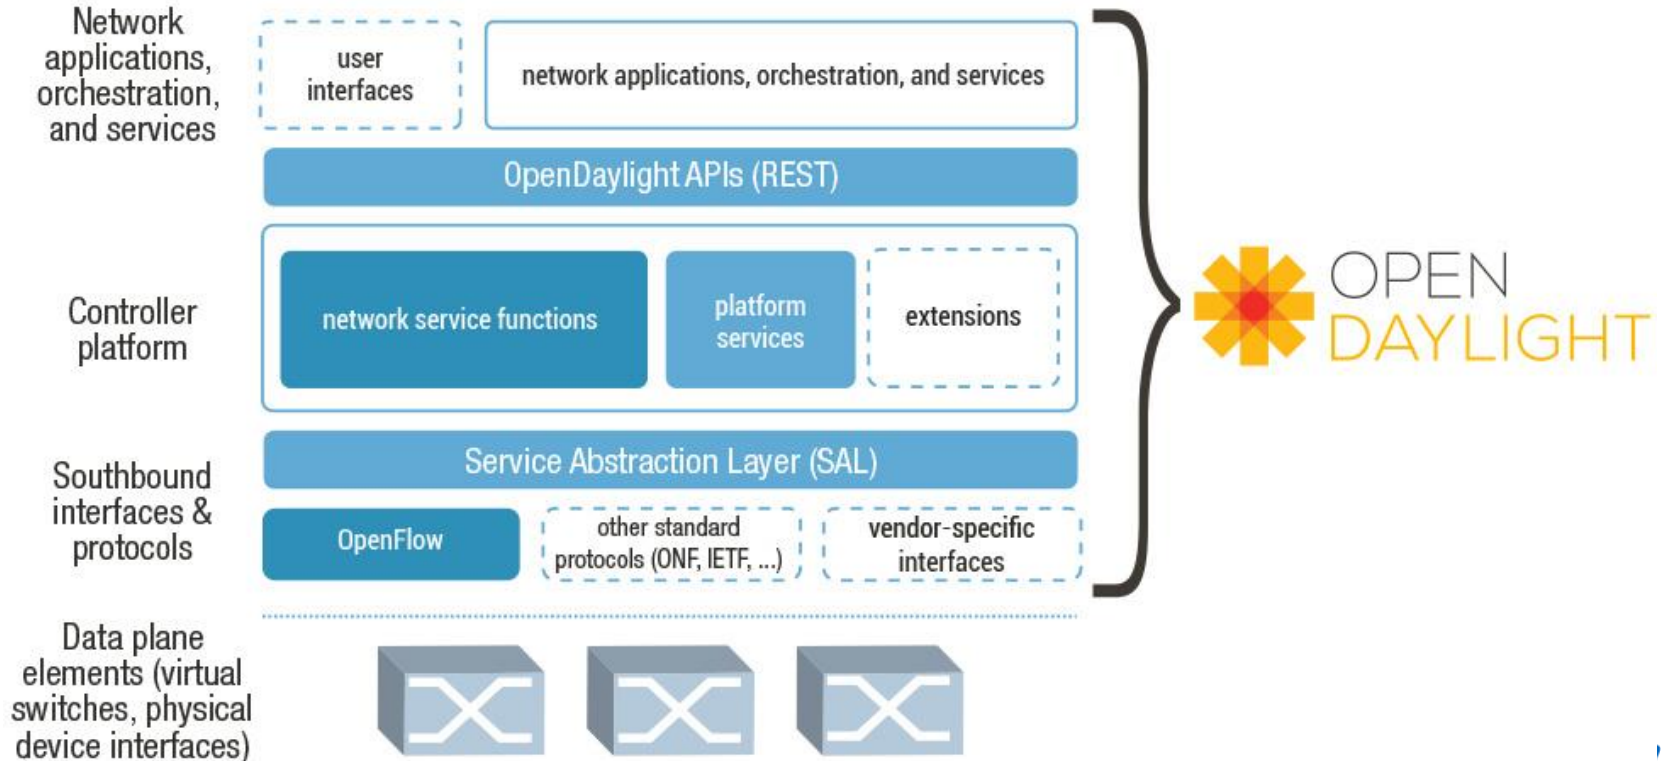 Network
applications,
orchestration,
and services
user
interfaces
network applications, orchestration, and services
OpenDaylight APIs (REST)
Controller
platform
network service functions
platform
services
extensions
OPEN
DAYLIGHT
Service Abstraction Layer (SAL)
Southbound
interfaces &
protocols
OpenFlow
other standard
protocols (ONF, IETF, ...)
vendor-specific
interfaces
Data plane
elements (virtual
switches, physical
device interfaces)